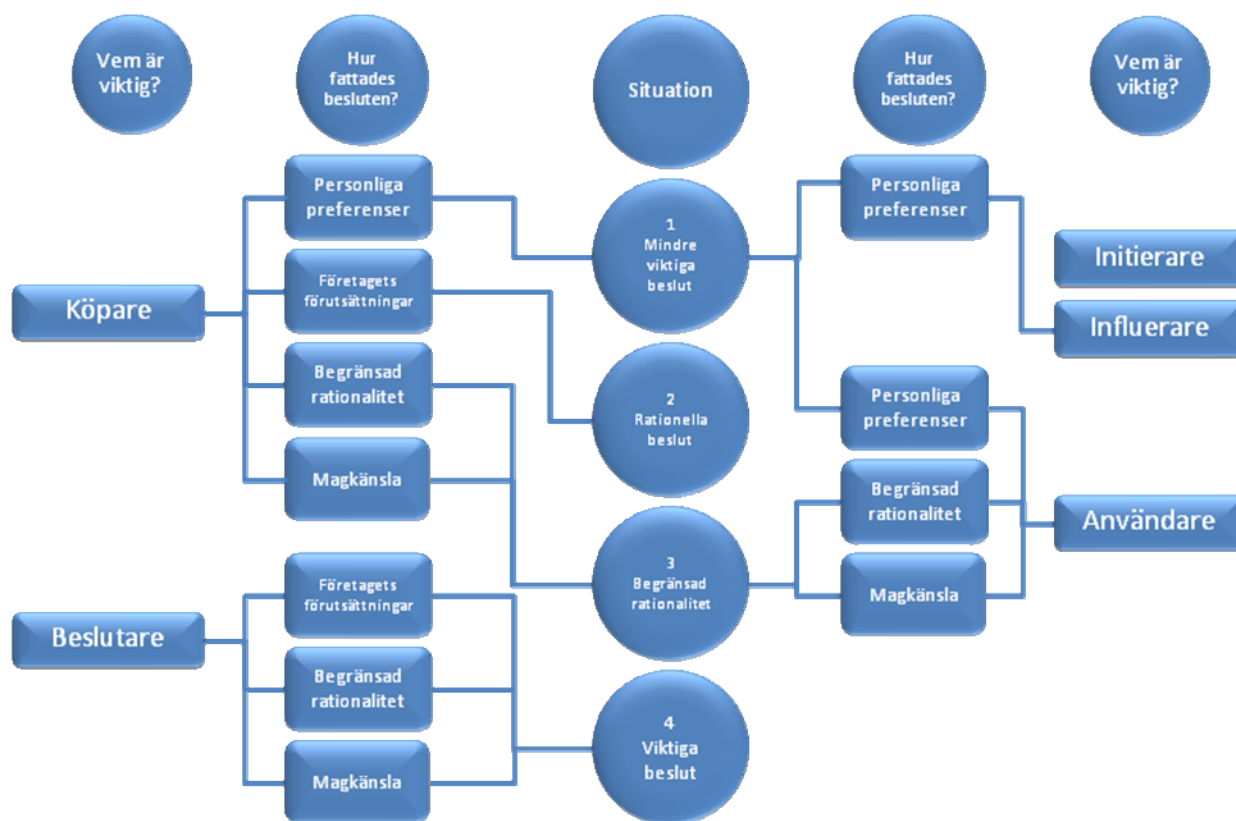 Vem är
viktig?
Hur
fattades
besluten?
Situation
Hur
fattades
besluten?
Vem är
viktig?
Köpare
Personliga
preferenser
Företagets
förutsättningar
Begränsad
rationalitet
Magkänsla
Beslutare
Företagets
förutsättningar
Begränsad
rationalitet
Magkänsla
1
Mindre
viktiga
beslut
2
Rationella
beslut
3
Begränsad
rationalitet
4
Viktiga
beslut
Personliga
preferenser
Initierare
Influerare
Personliga
preferenser
Begränsad
rationalitet
Magkänsla
Användare